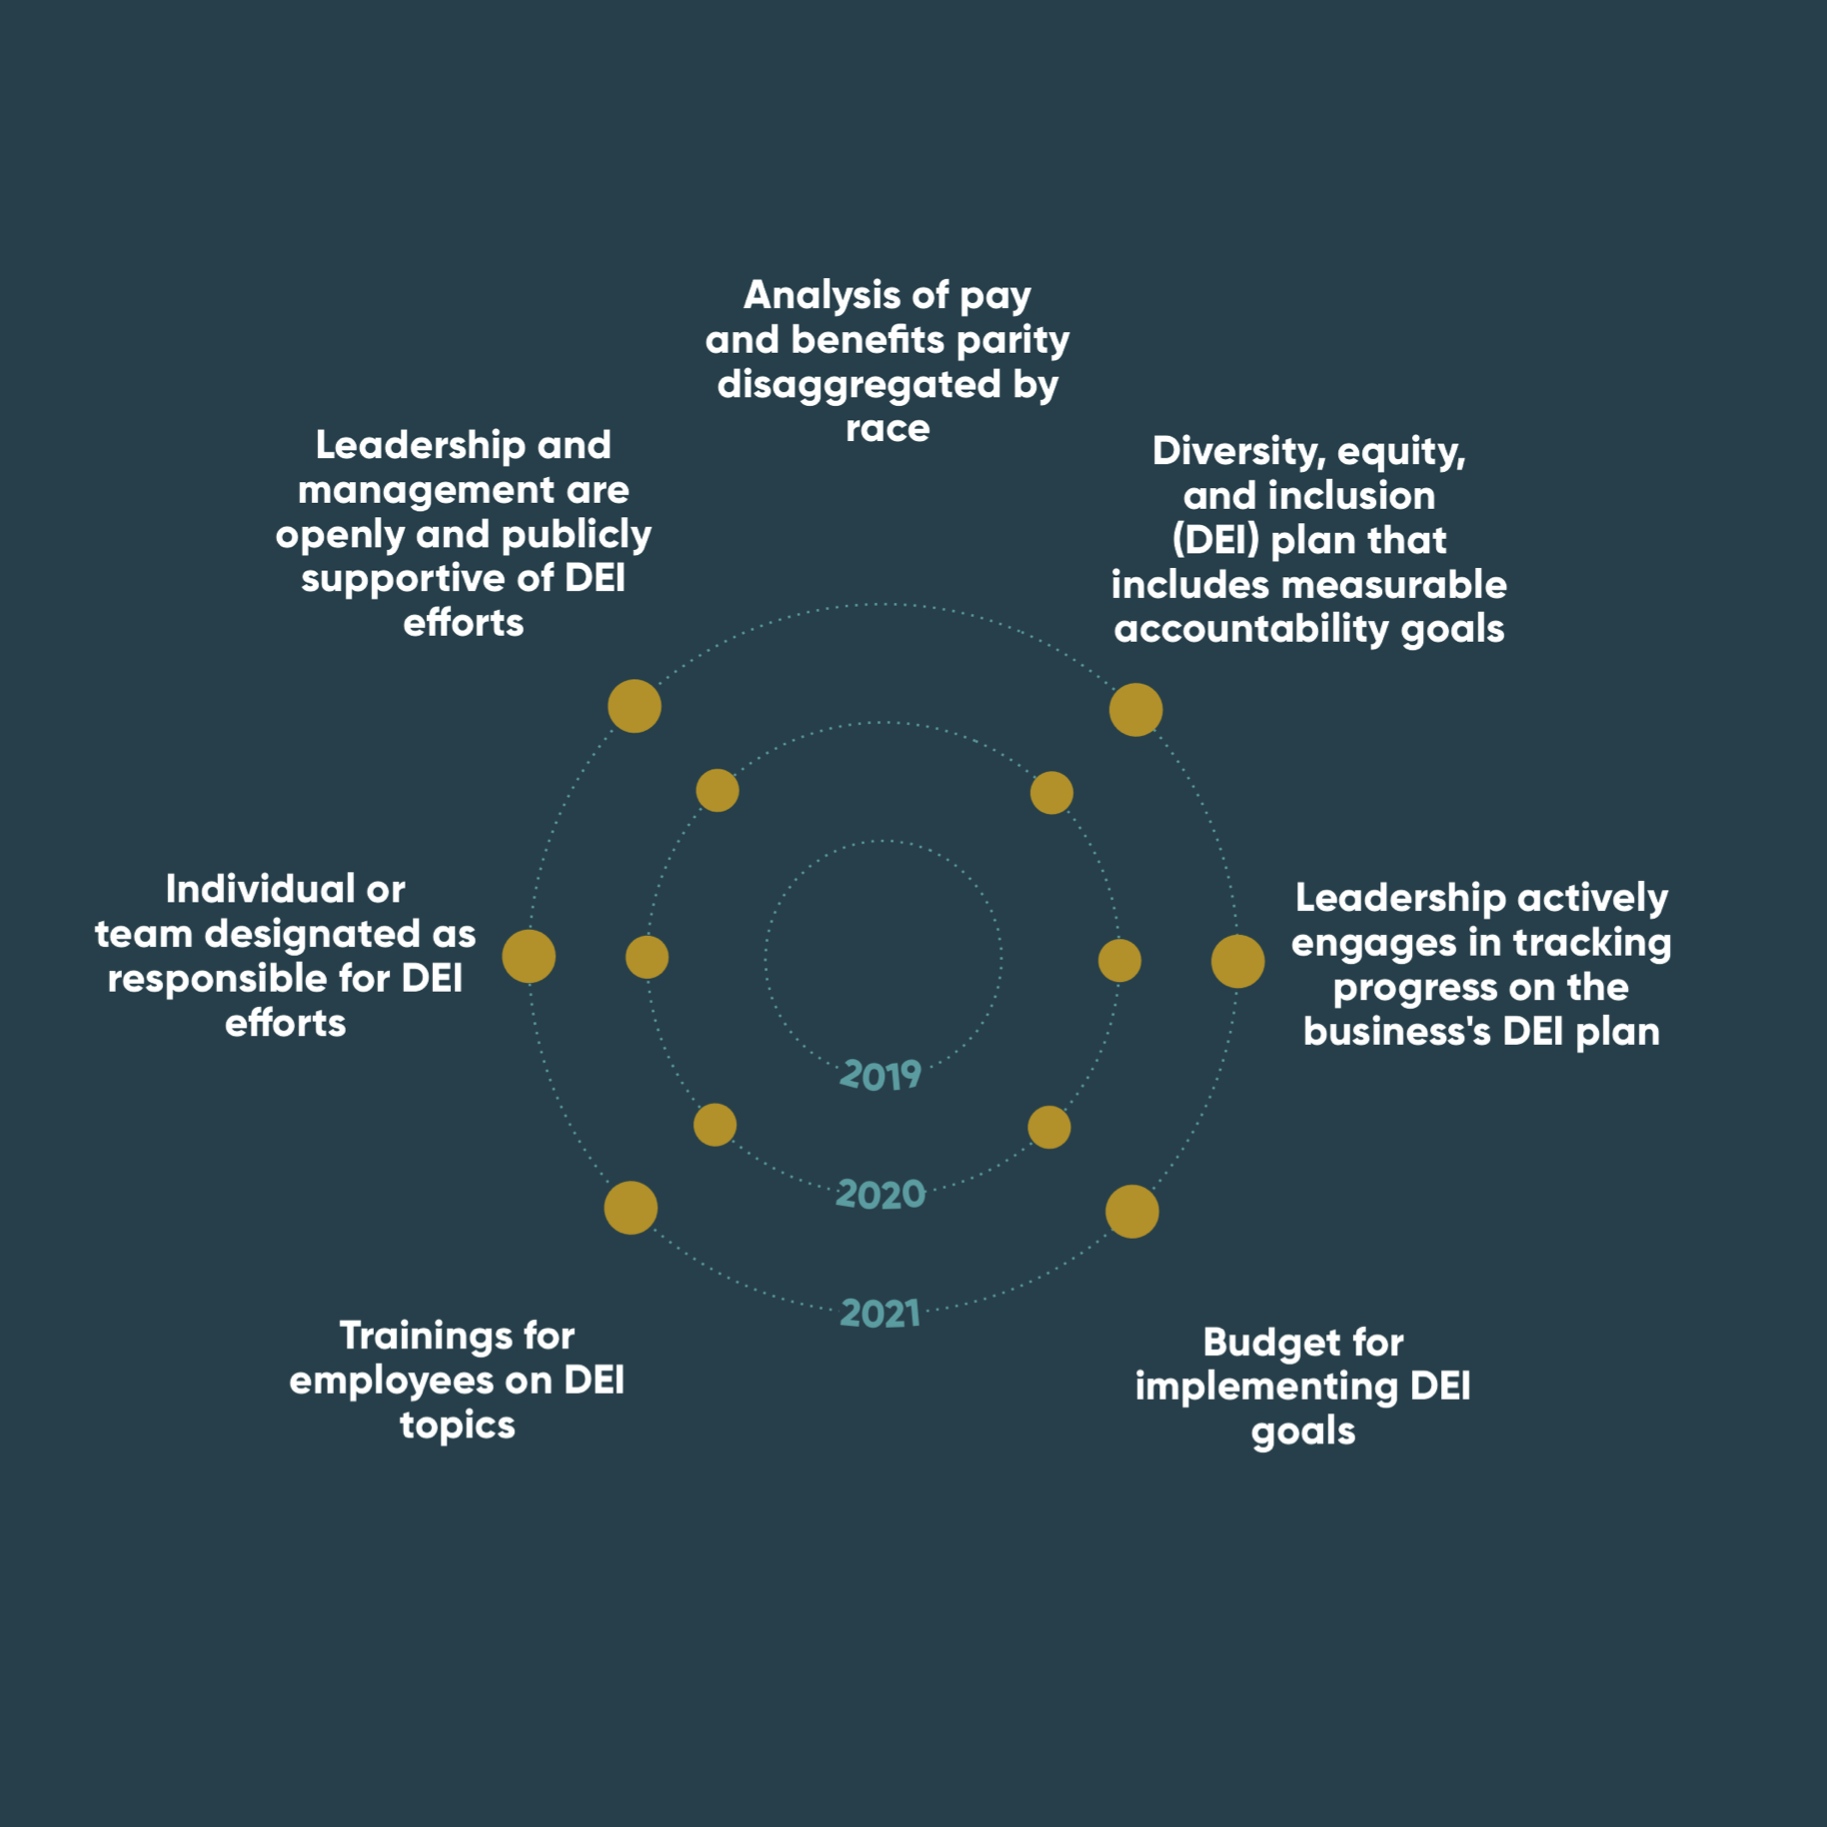 Analysis of pay
and benefits parity
disaggregated by
race
Leadership and
management are
openly and publicly
supportive of DEI
efforts
Diversity, equity,
and inclusion
(DEI) plan that
includes measurable
accountability goals
Individual or
team designated as
responsible for DEI
efforts
Leadership actively
engages in tracking
progress on the
business's DEI plan
2019
2020
2021
Trainings for
employees on DEI
topics
Budget for
implementing DEI
goals